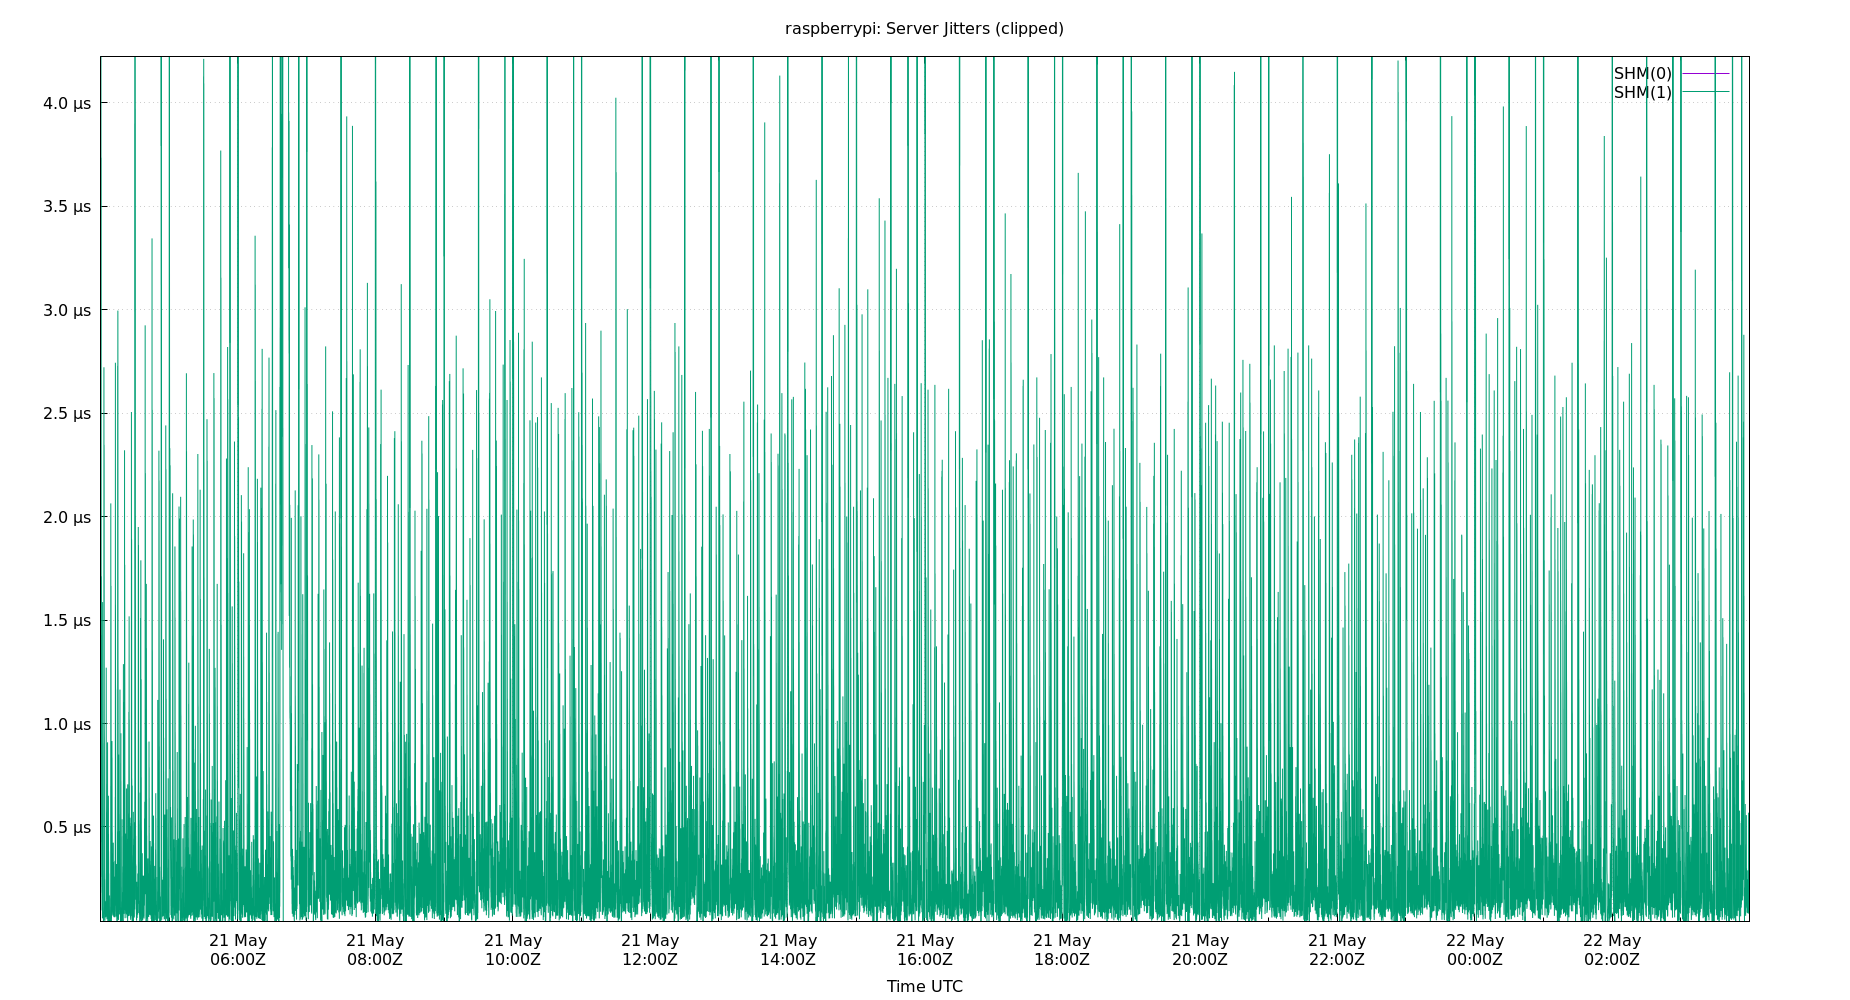 raspberrypi: Server Jitters (clipped)
SHM(0)
SHM(1)
4.0 µs
3.5 µs
3.0 µs
2.5 µs
2.0 µs
1.5 µs
1.0 µs
0.5 µs
21 May 21 May 21 May 21 May 21 May 21 May 21 May 21 May 21 May 22 May 22 May
06:00Z 08:00Z 10:00Z 12:00Z 14:00Z 16:00Z 18:00Z 20:00Z 22:00Z 00:00Z 02:00Z
Time UTC